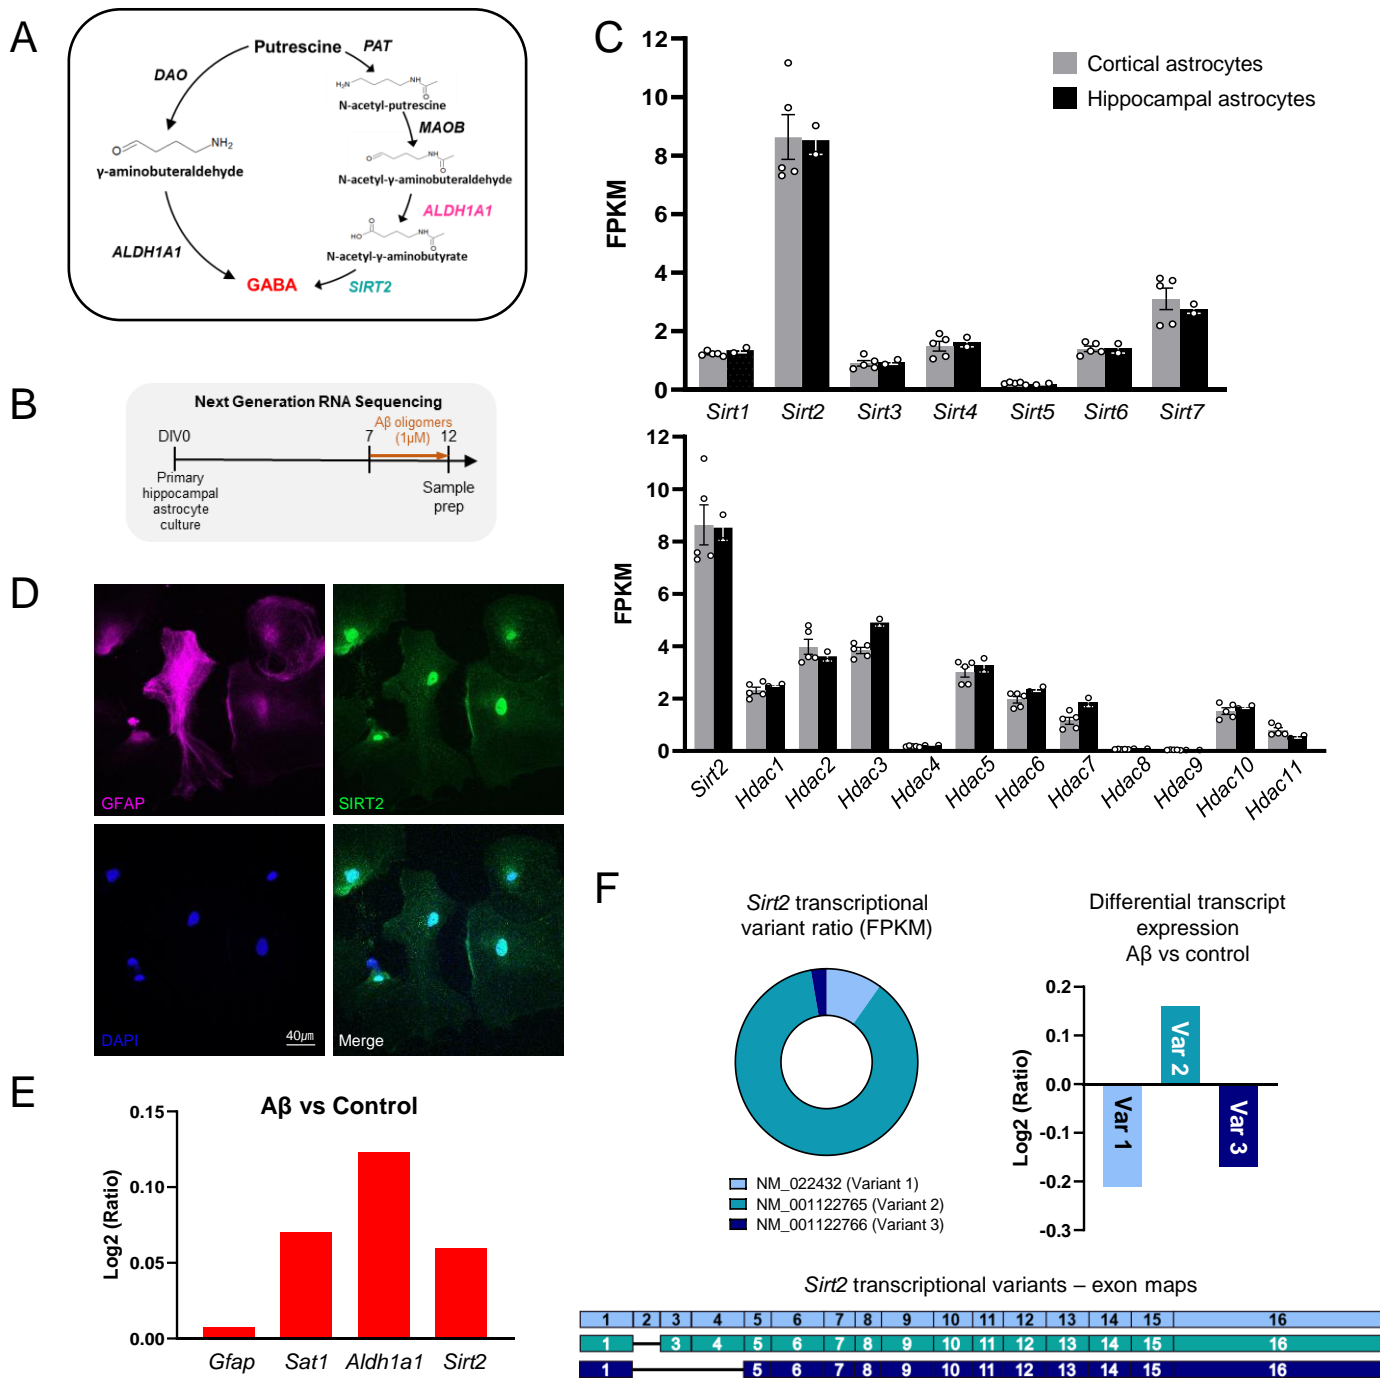 A
Putrescine
PAT
DAO
H₂N
NH
O
N-acetyl-putrescine
MAOB
O
NH₂
γ-aminobuteraldehyde
O
NH
O
N-acetyl-γ-aminobuteraldehyde
ALDH1A1
O
HO
NH
O
N-acetyl-γ-aminobutyrate
ALDH1A1
GABA
SIRT2
B
Next Generation RNA Sequencing
Aβ oligomers
(1μM)
DIV0
7
12
Primary
hippocampal
astrocyte
culture
Sample
prep
C
Cortical astrocytes
Hippocampal astrocytes
FPKM
12
10
8
6
4
2
0
Sirt1 Sirt2 Sirt3 Sirt4 Sirt5 Sirt6 Sirt7
FPKM
12
10
8
6
4
2
0
Sirt2 Hdac1 Hdac2 Hdac3 Hdac4 Hdac5 Hdac6 Hdac7 Hdac8 Hdac9 Hdac10 Hdac11
D
GFAP
SIRT2
DAPI
40㎛
Merge
E
Aβ vs Control
Log2 (Ratio)
0.15
0.10
0.05
0.00
Gfap Sat1 Aldh1a1 Sirt2
F
Sirt2 transcriptional
variant ratio (FPKM)
NM_022432 (Variant 1)
NM_001122765 (Variant 2)
NM_001122766 (Variant 3)
Differential transcript
expression
Aβ vs control
Log2 (Ratio)
0.2
0.1
0.0
-0.1
-0.2
-0.3
Var 1
Var 2
Var 3
Sirt2 transcriptional variants – exon maps
1 2 3 4 5 6 7 8 9 10 11 12 13 14 15 16
1 3 4 5 6 7 8 9 10 11 12 13 14 15 16
1 5 6 7 8 9 10 11 12 13 14 15 16